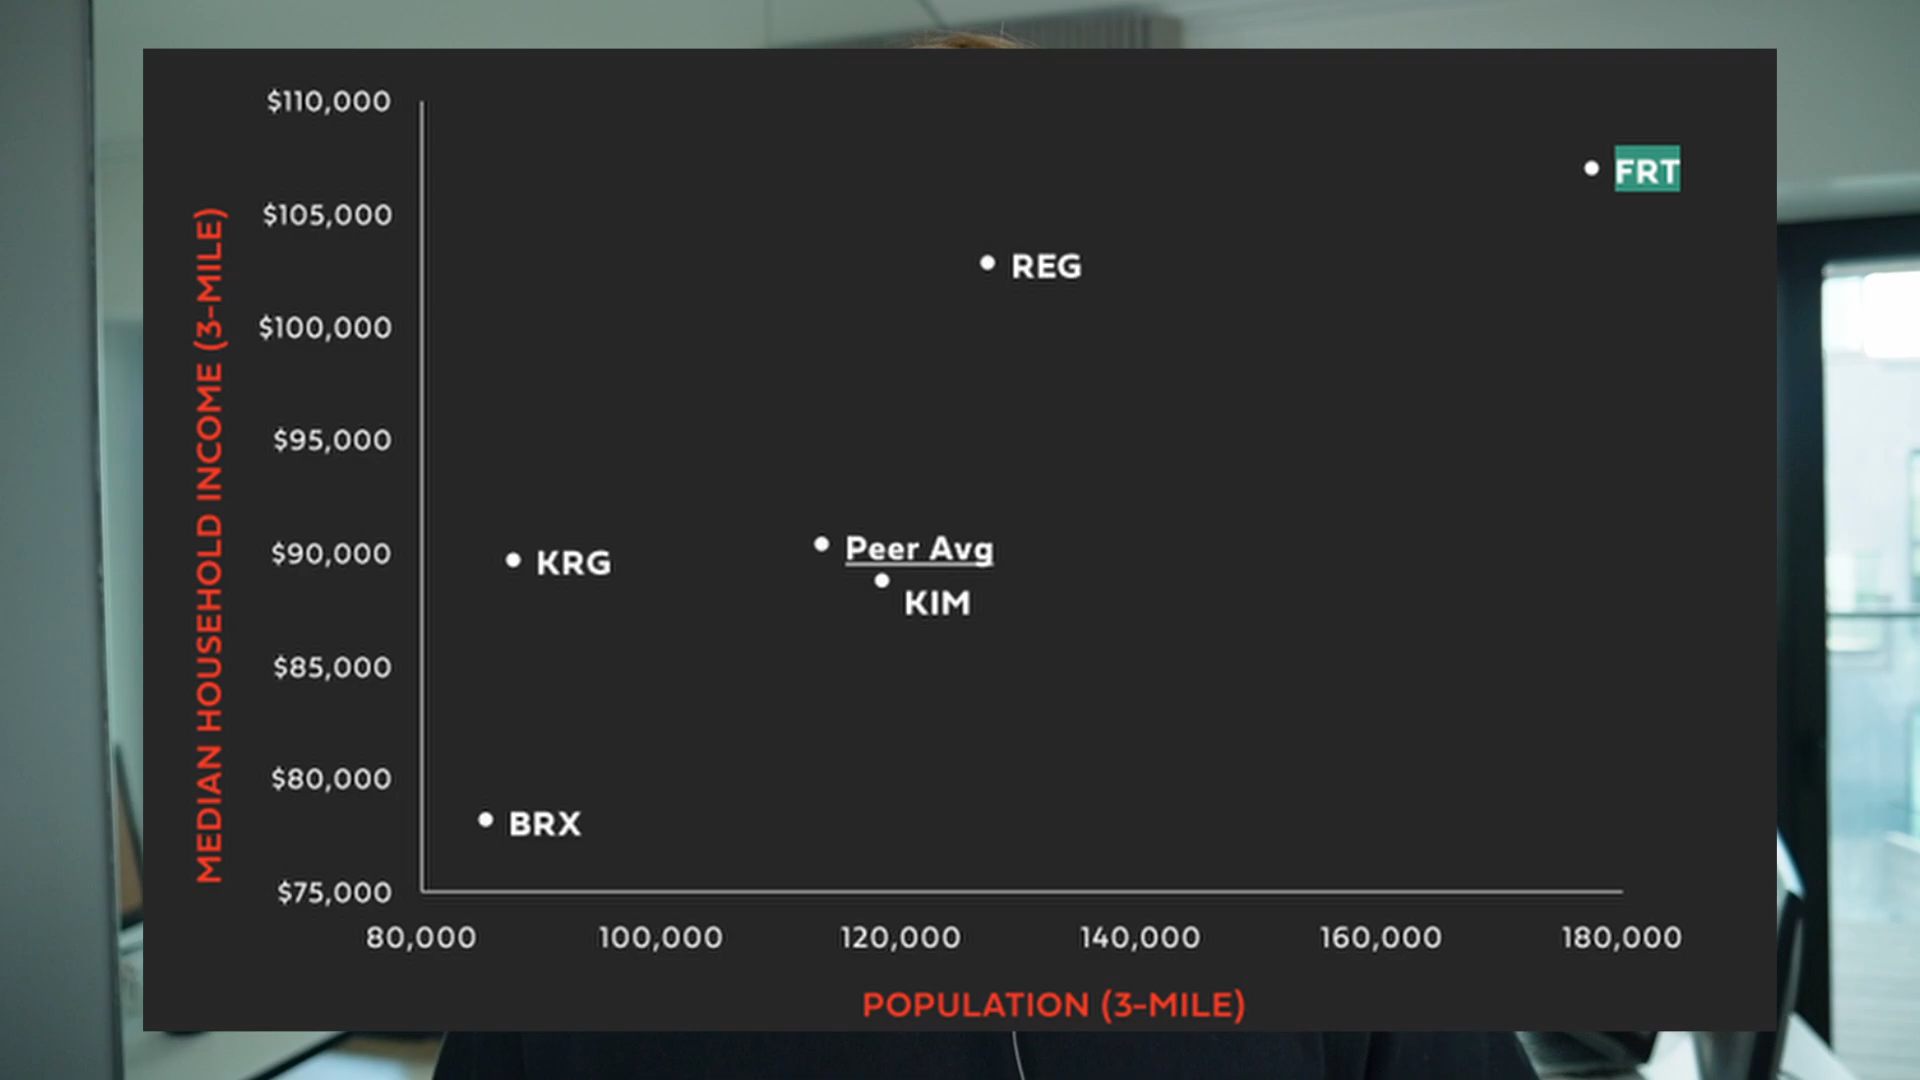 $110,000
$105,000
$100,000
$95,000
$90,000
$85,000
$80,000
$75,000
MEDIAN HOUSEHOLD INCOME (3-MILE)
FRT
REG
KRG
Peer Avg
KIM
BRX
80,000 100,000 120,000 140,000 160,000 180,000
POPULATION (3-MILE)